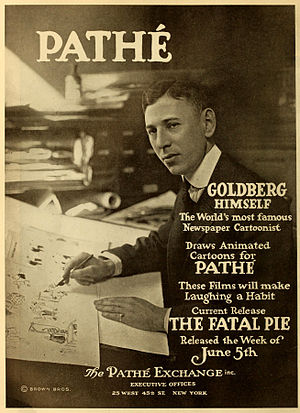 PATHÉ
GOLDBERG
HIMSELF
The World's most famous
Newspaper Cartoonist
Draws Animated
Cartoons for
PATHÉ
These Films will make
Laughing a Habit
Current Release
THE FATAL PIE
Released the Week of
June 5th
The PATHÉ EXCHANGE inc.
EXECUTIVE OFFICES
25 WEST 45th ST. NEW YORK
© BROWN BROS.